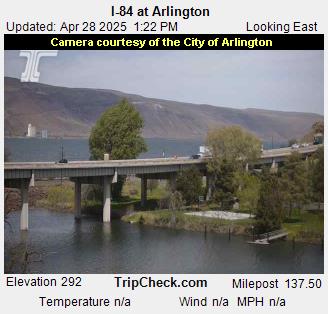 I-84 at Arlington
Updated: Apr 28 2025 1:22 PM Looking East
Camera courtesy of the City of Arlington
Elevation 292 TripCheck.com Milepost 137.50
Temperature n/a Wind n/a MPH n/a